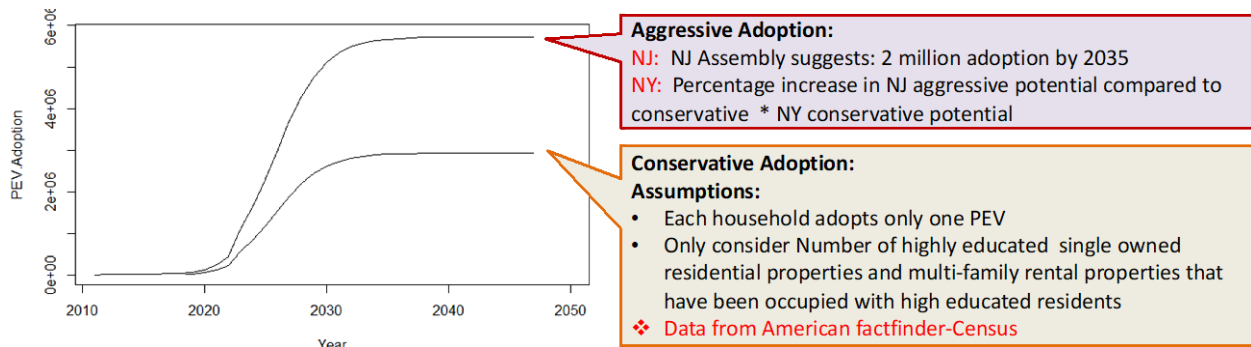 PEV Adoption
0e+00
2e+06
4e+06
6e+06
2010
2020
2030
2040
2050
Year
Aggressive Adoption:
NJ: NJ Assembly suggests: 2 million adoption by 2035
NY: Percentage increase in NJ aggressive potential compared to
conservative * NY conservative potential
Conservative Adoption:
Assumptions:
• Each household adopts only one PEV
• Only consider Number of highly educated single owned
residential properties and multi-family rental properties that
have been occupied with high educated residents
❖ Data from American factfinder-Census